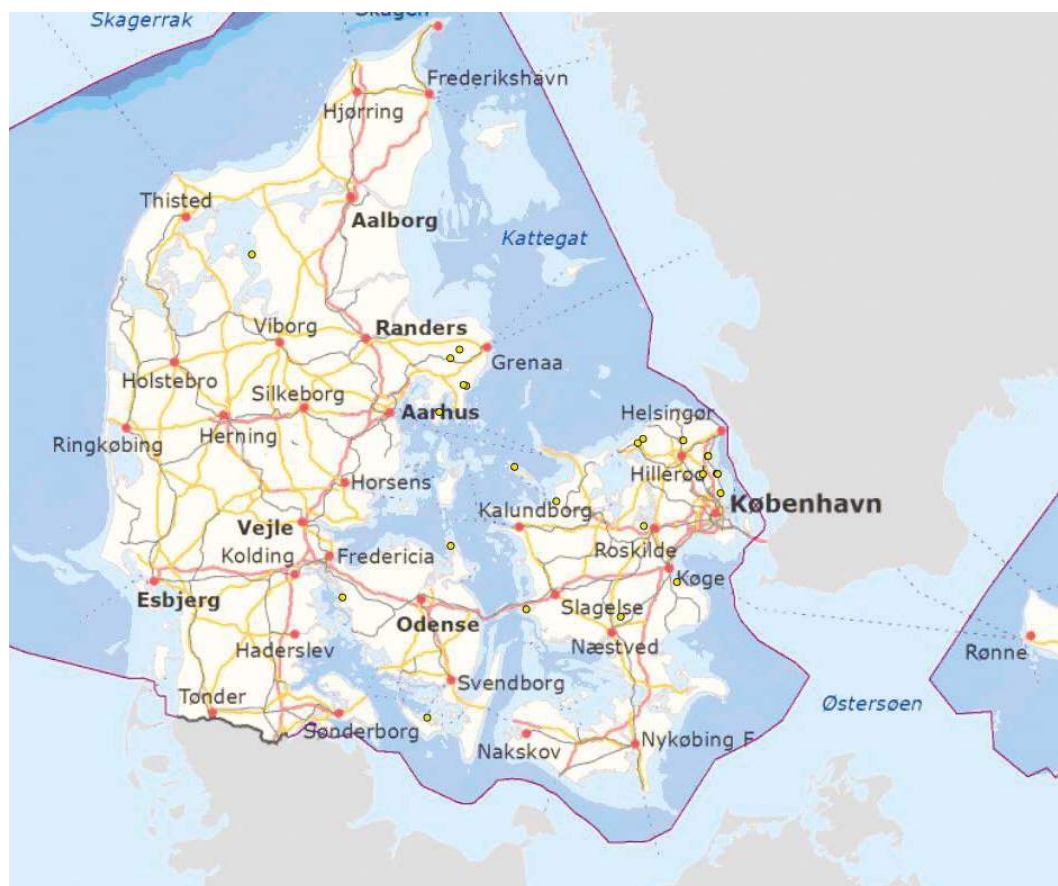 Skagerrak
Skagen
Frederikshavn
Hjørring
Thisted
Aalborg
Kattegat
Viborg
Randers
Grenaa
Holstebro
Silkeborg
Aarhus
Helsingør
Ringkøbing
Herning
Hillerød
Horsens
Kalundborg
København
Vejle
Roskilde
Kolding
Fredericia
Køge
Esbjerg
Odense
Slagelse
Haderslev
Næstved
Rønne
Svendborg
Tønder
Østersøen
Sønderborg
Nakskov
Nykøbing F